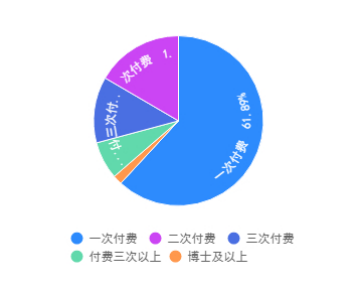 次付费 1.
三次付..
付...
一次付费 61.89%
一次付费 二次付费 三次付费
付费三次以上 博士及以上